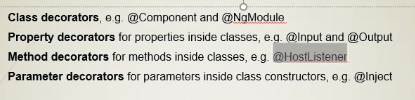 Class decorators, e.g. @Component and @NgModule
Property decorators for properties inside classes, e.g. @Input and @Output
Method decorators for methods inside classes, e.g. @HostListener
Parameter decorators for parameters inside class constructors, e.g. @Inject